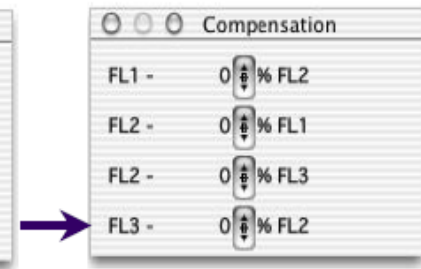 Compensation
FL1 - 0 % FL2
FL2 - 0 % FL1
FL2 - 0 % FL3
FL3 - 0 % FL2